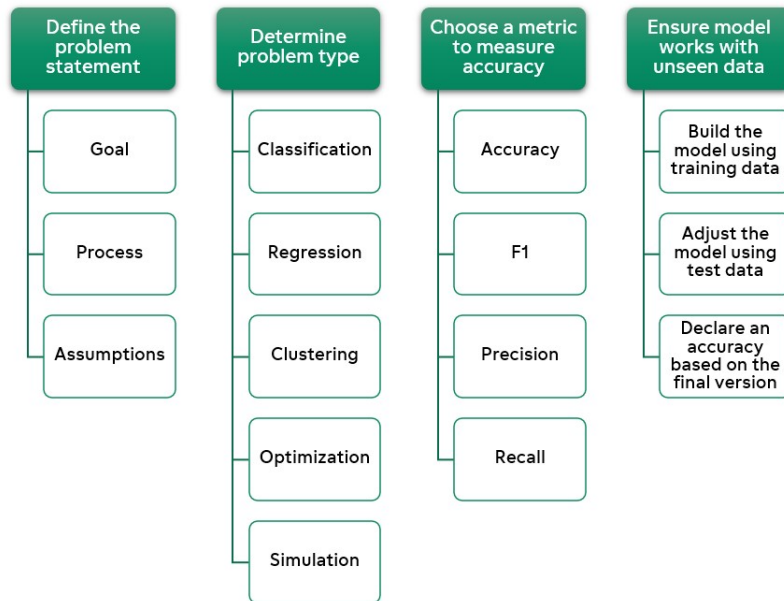 Define the
problem
statement
Goal
Process
Assumptions
Determine
problem type
Classification
Regression
Clustering
Optimization
Simulation
Choose a metric
to measure
accuracy
Accuracy
F1
Precision
Recall
Ensure model
works with
unseen data
Build the
model using
training data
Adjust the
model using
test data
Declare an
accuracy
based on the
final version